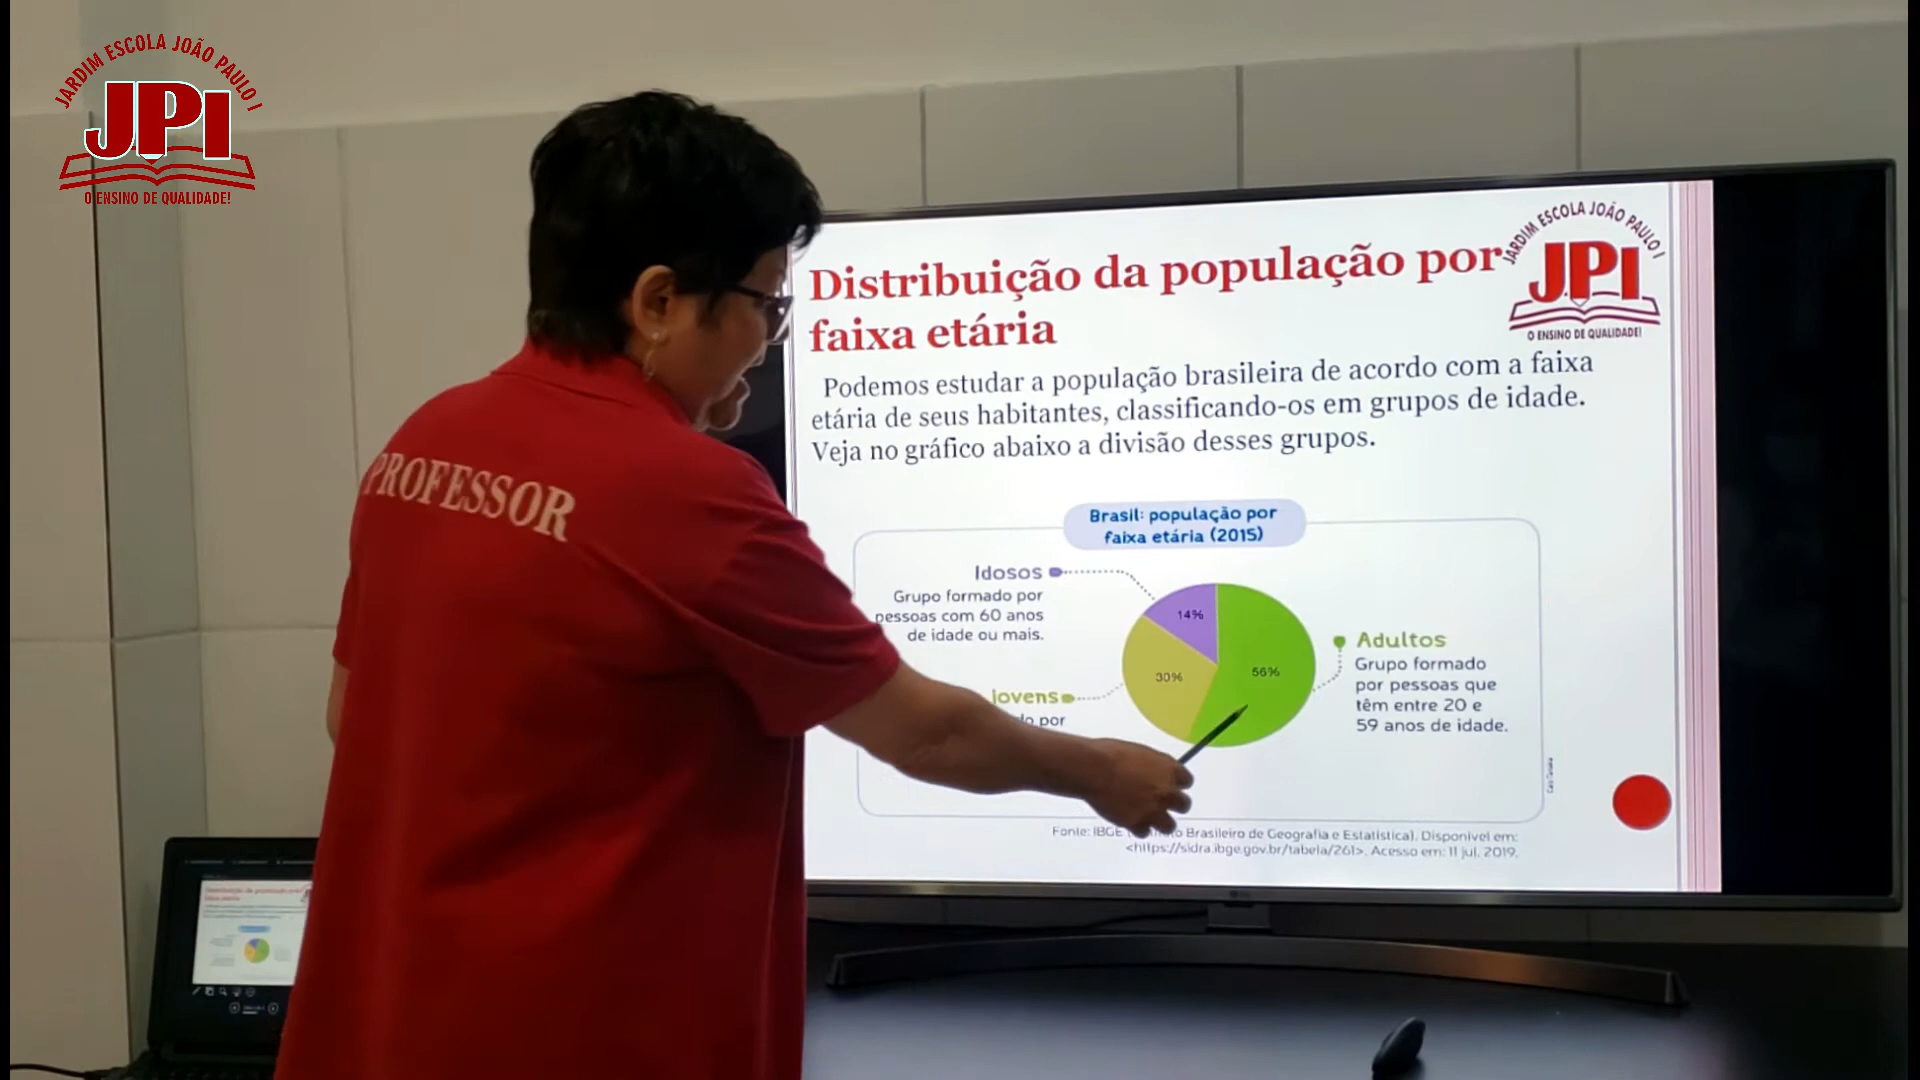 JARDIM ESCOLA JOÃO PAULO I
JPI
O ENSINO DE QUALIDADE!
PROFESSOR
Distribuição da população por
faixa etária
JARDIM ESCOLA JOÃO PAULO I
JPI
O ENSINO DE QUALIDADE!
Podemos estudar a população brasileira de acordo com a faixa
etária de seus habitantes, classificando-os em grupos de idade.
Veja no gráfico abaixo a divisão desses grupos.
Brasil: população por
faixa etária (2015)
Idosos
Grupo formado por
pessoas com 60 anos
de idade ou mais.
14%
30%
56%
jovens
por
Adultos
Grupo formado
por pessoas que
têm entre 20 e
59 anos de idade.
Fonte: IBGE Brasileiro de Geografia e Estatística). Disponível em:
<https://sidra.ibge.gov.br/tabela/261>. Acesso em: 11 jul. 2019.
LG